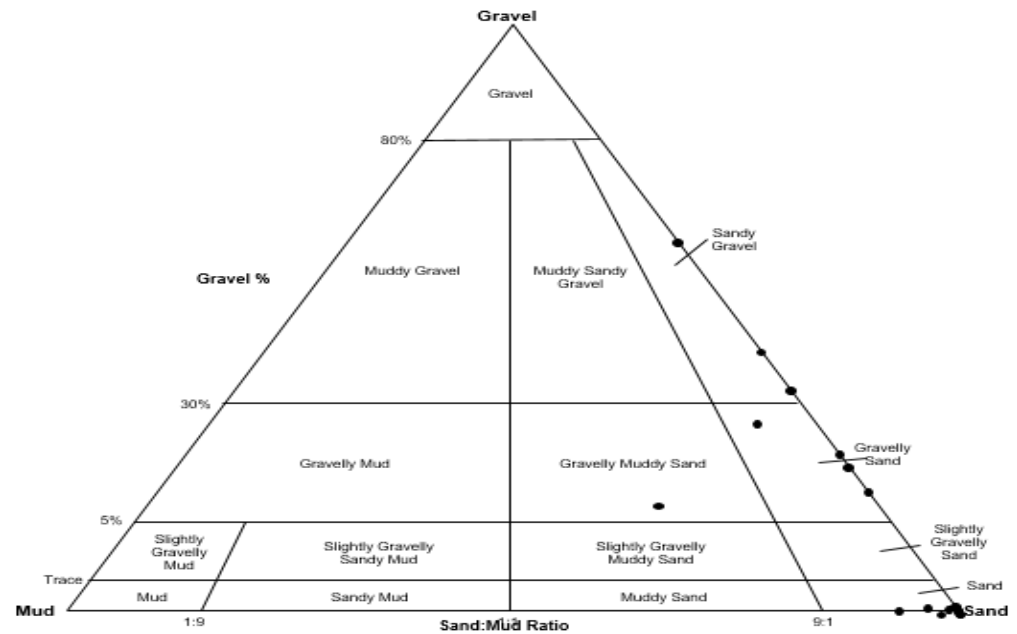 Gravel
Gravel
80%
Sandy
Gravel
Muddy Gravel
Muddy Sandy
Gravel
Gravel %
30%
Gravelly
Sand
Gravelly Mud
Gravelly Muddy Sand
5%
Slightly
Gravelly
Mud
Slightly Gravelly
Sandy Mud
Slightly Gravelly
Muddy Sand
Slightly
Gravelly
Sand
Trace
Sand
Mud
Mud
Sandy Mud
Muddy Sand
Sand
1:9
9:1
Sand:Mud Ratio